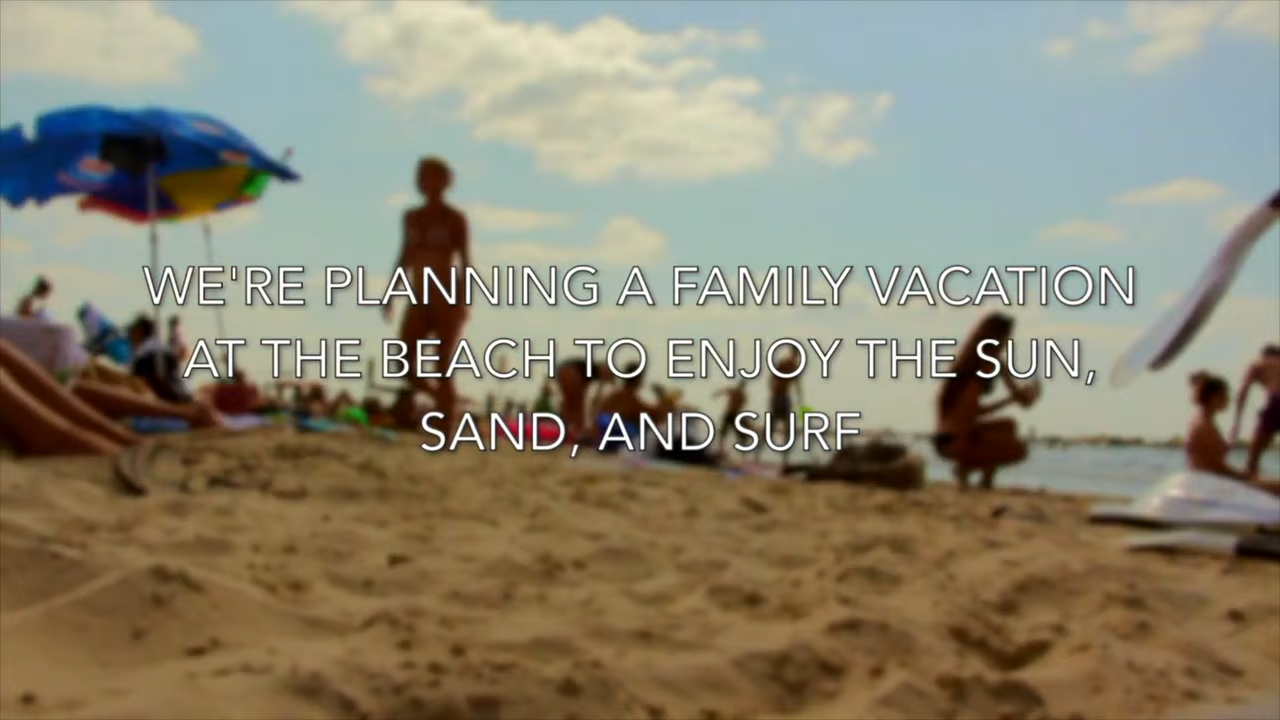 WE'RE PLANNING A FAMILY VACATION
AT THE BEACH TO ENJOY THE SUN,
SAND, AND SURF